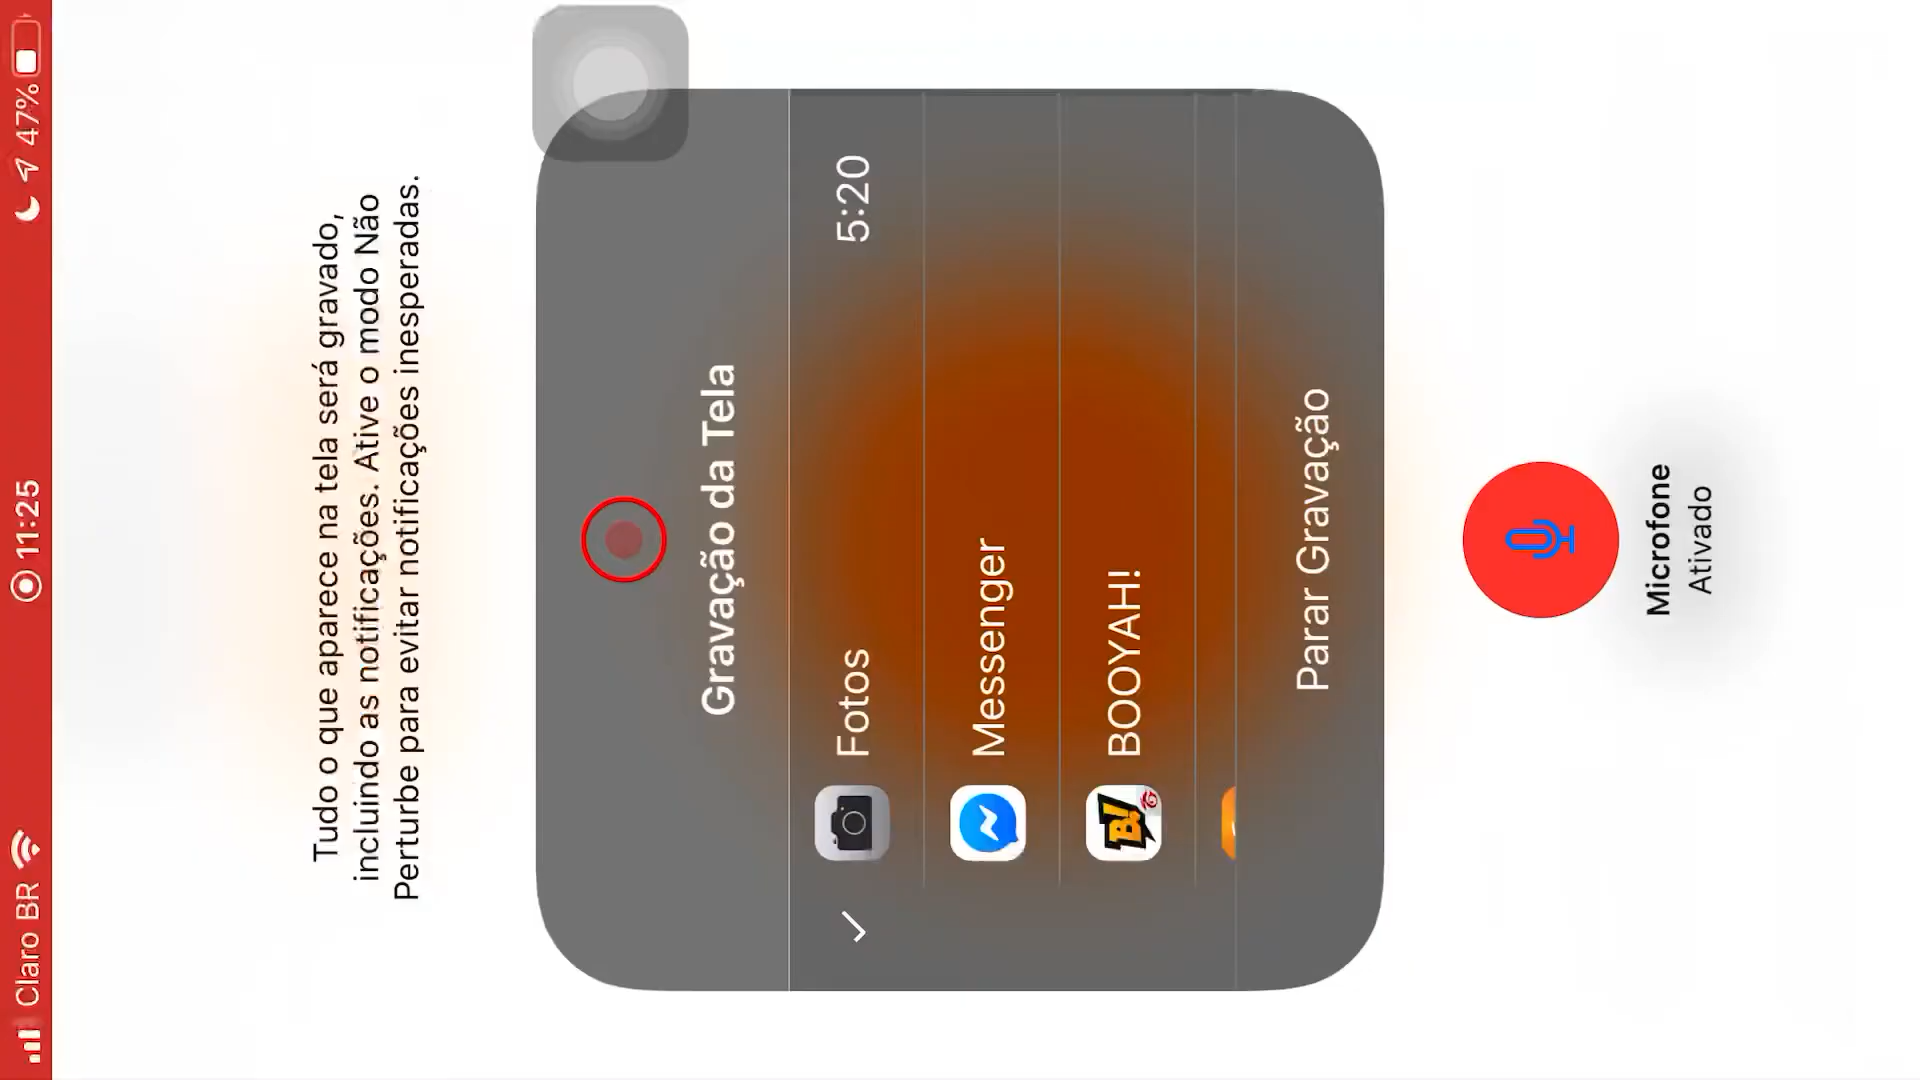 Claro BR
11:25
47%
Tudo o que aparece na tela será gravado,
incluindo as notificações. Ative o modo Não
Perturbe para evitar notificações inesperadas.
Gravação da Tela
Fotos 5:20
Messenger
B!
BOOYAH!
Parar Gravação
Microfone
Ativado